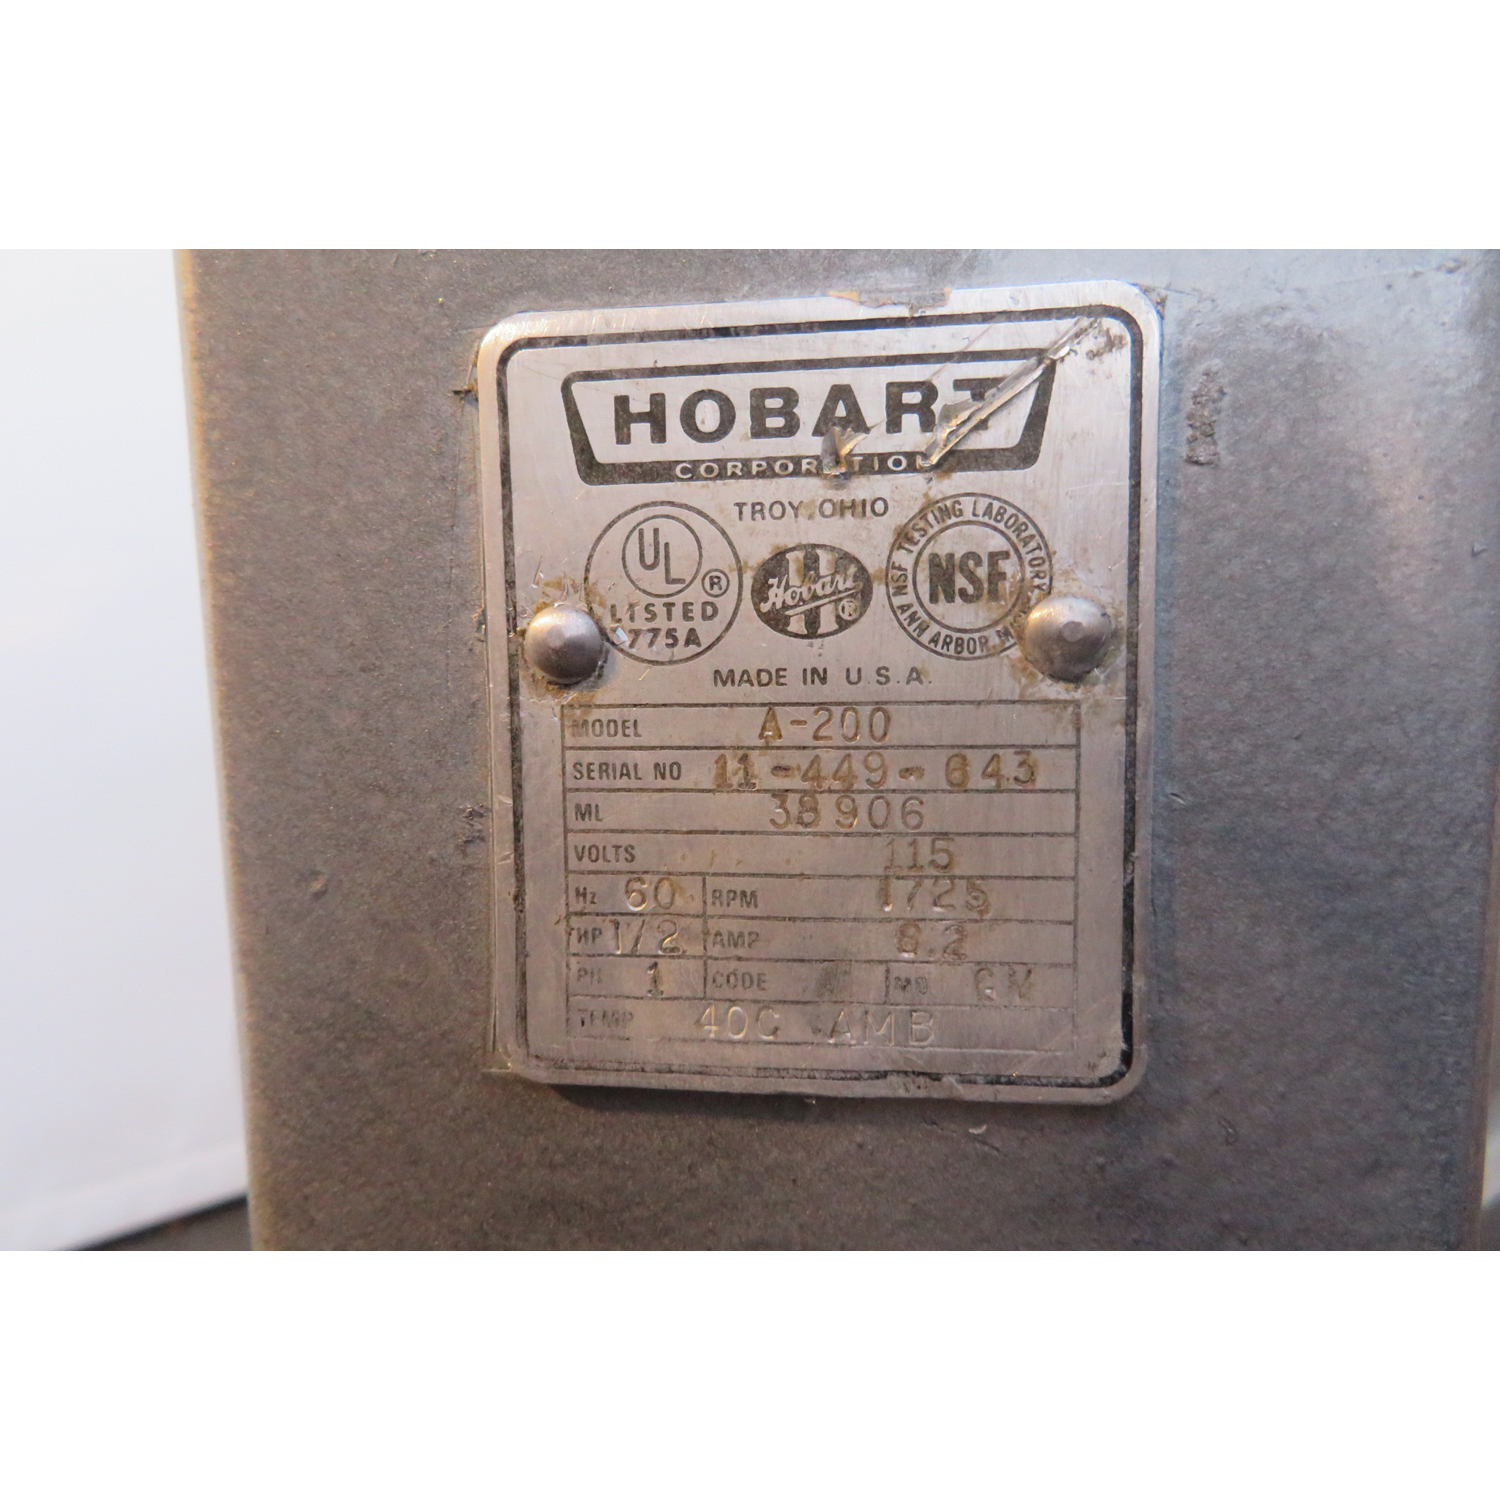 HOBART
CORPORATION
TROY, OHIO
UL ®
LISTED
775A
Hobart ®
NSF TESTING LABORATORY
NSF
ANN ARBOR,
MADE IN U.S.A.
MODEL A-200
SERIAL NO 11-449-643
ML 38906
VOLTS 115
Hz 60 RPM 1725
HP 1/2 AMP 8.2
PH 1 CODE MO
TEMP 40C AMB